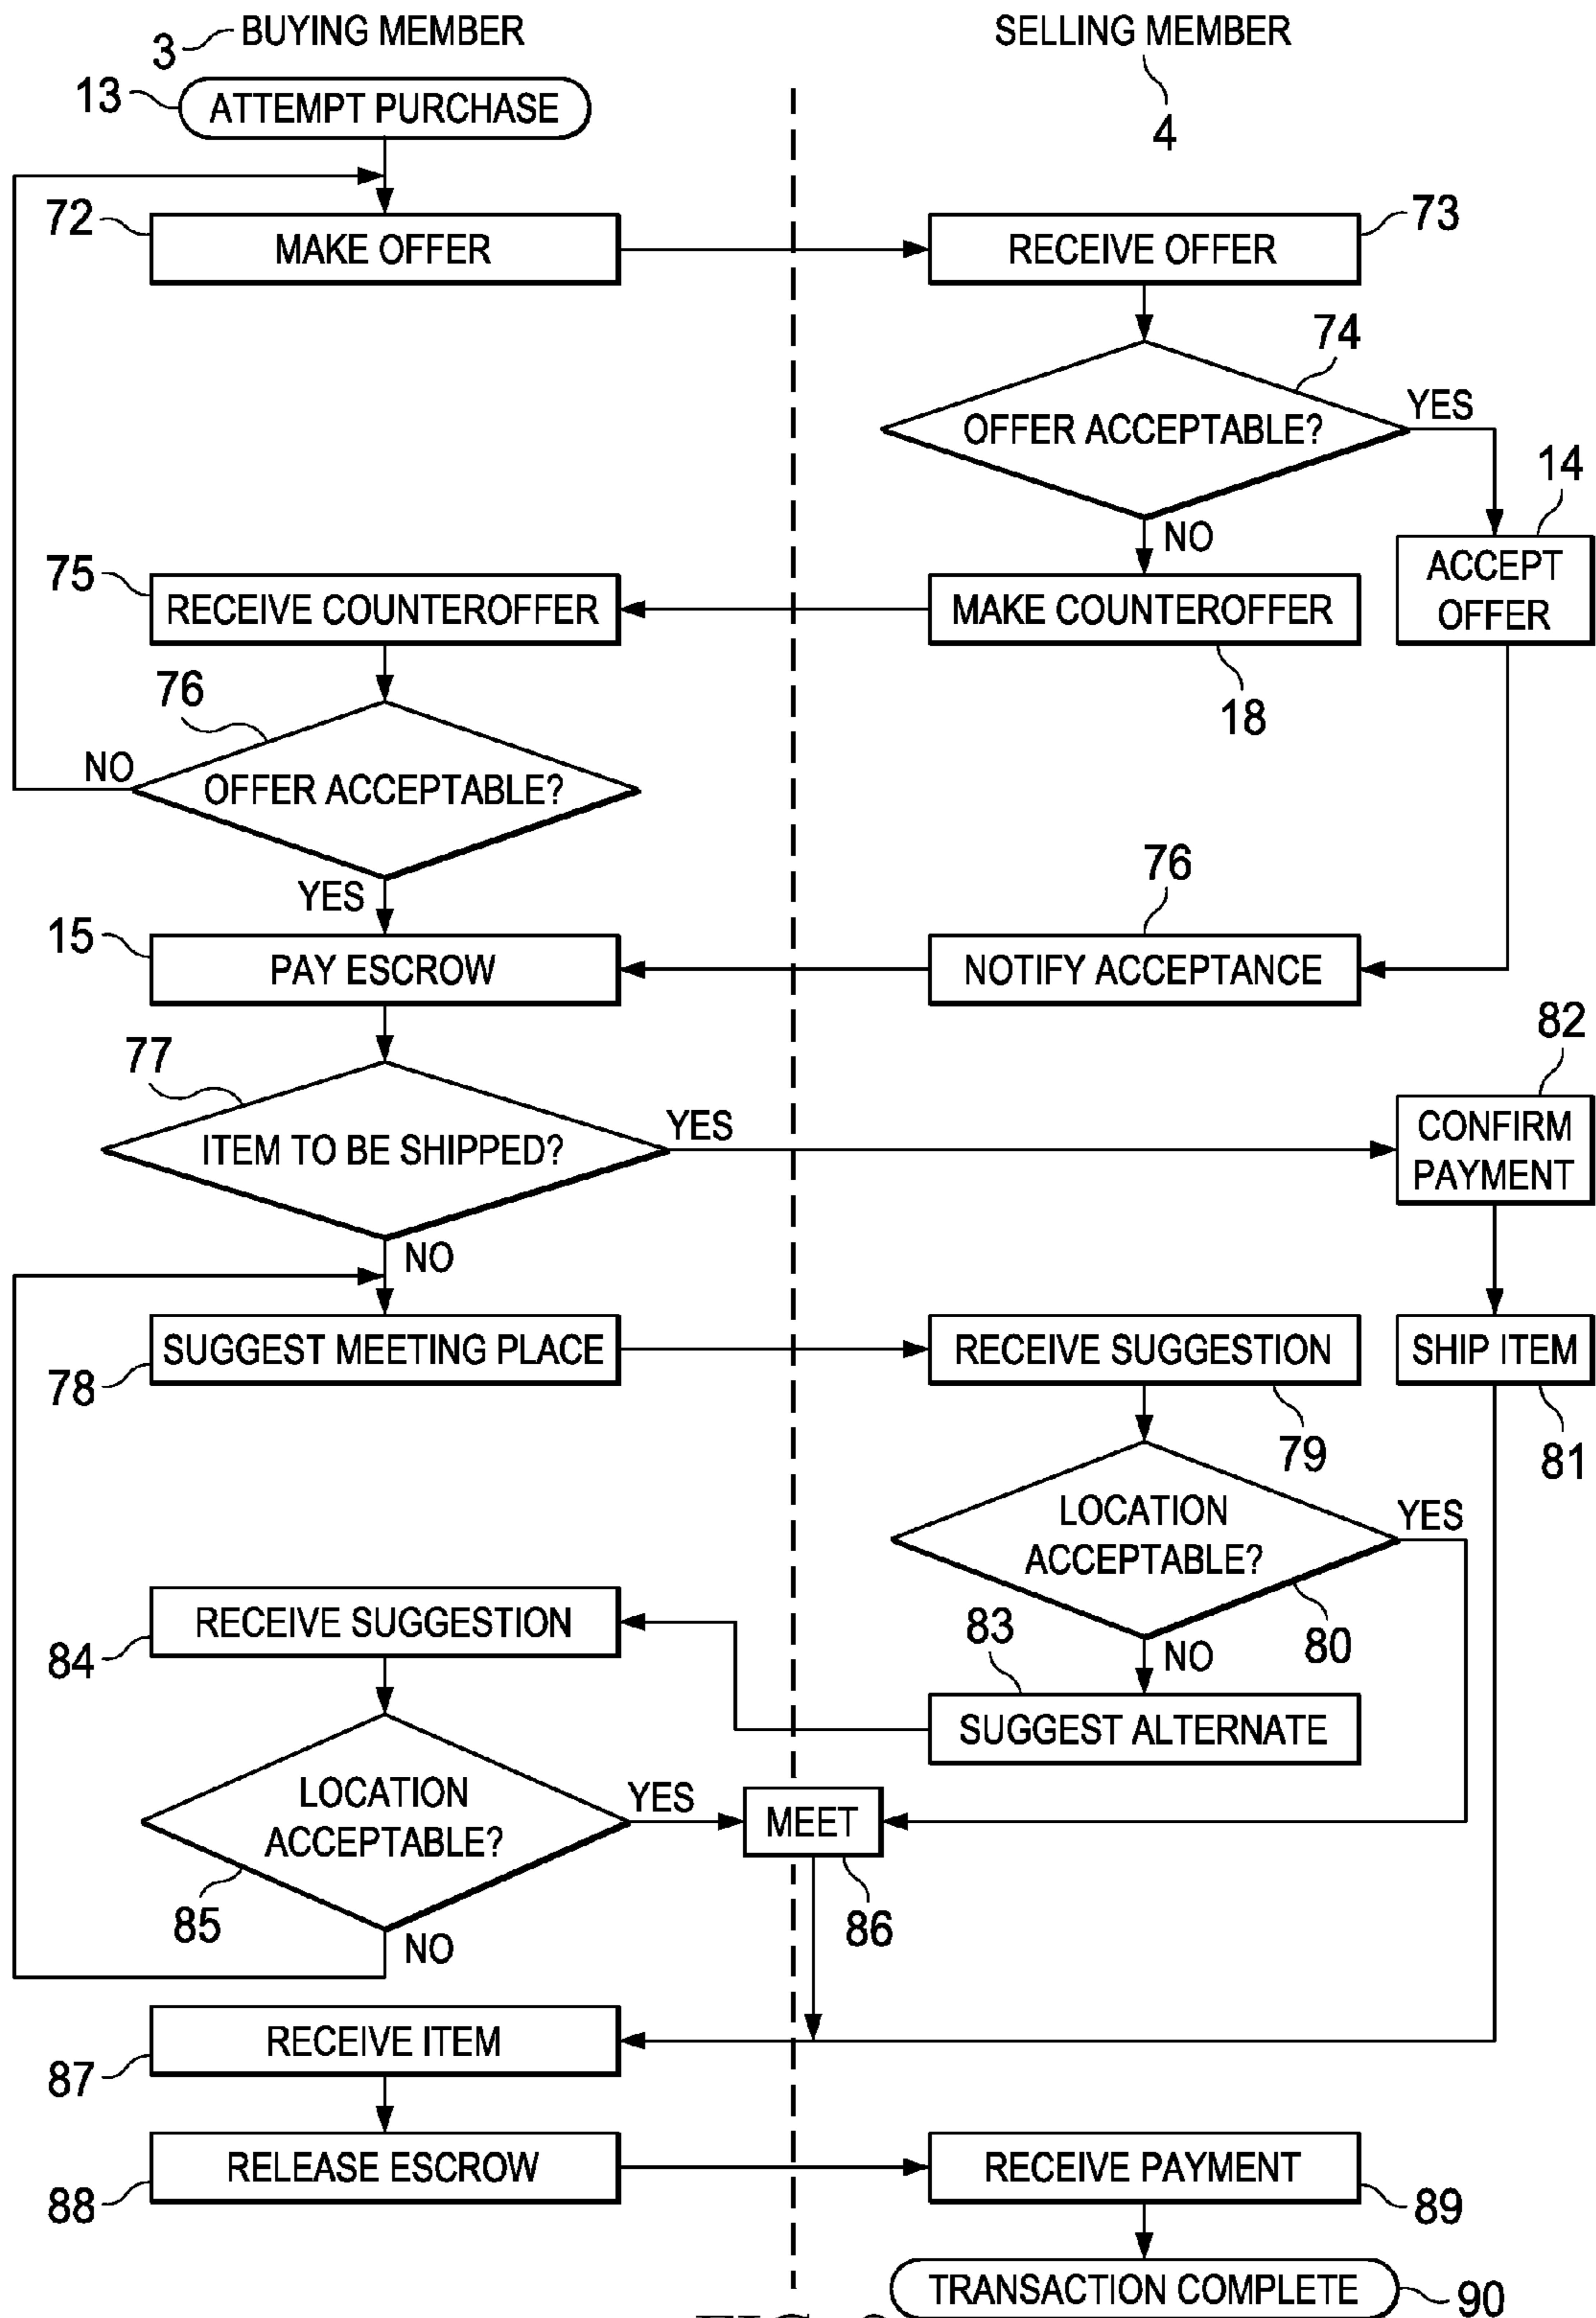 3 BUYING MEMBER
SELLING MEMBER
4
13 ATTEMPT PURCHASE
72 MAKE OFFER
RECEIVE OFFER 73
74
OFFER ACCEPTABLE? YES
14
NO
ACCEPT
OFFER
75 RECEIVE COUNTEROFFER
MAKE COUNTEROFFER
18
76
NO OFFER ACCEPTABLE?
YES
76
15 PAY ESCROW
NOTIFY ACCEPTANCE
82
77
ITEM TO BE SHIPPED? YES
CONFIRM
PAYMENT
NO
78 SUGGEST MEETING PLACE
RECEIVE SUGGESTION
79
SHIP ITEM
81
LOCATION
ACCEPTABLE?
YES
80
NO
83
SUGGEST ALTERNATE
84 RECEIVE SUGGESTION
LOCATION
ACCEPTABLE?
YES
85
NO
MEET
86
RECEIVE ITEM
87
RELEASE ESCROW
88
RECEIVE PAYMENT
89
TRANSACTION COMPLETE 90